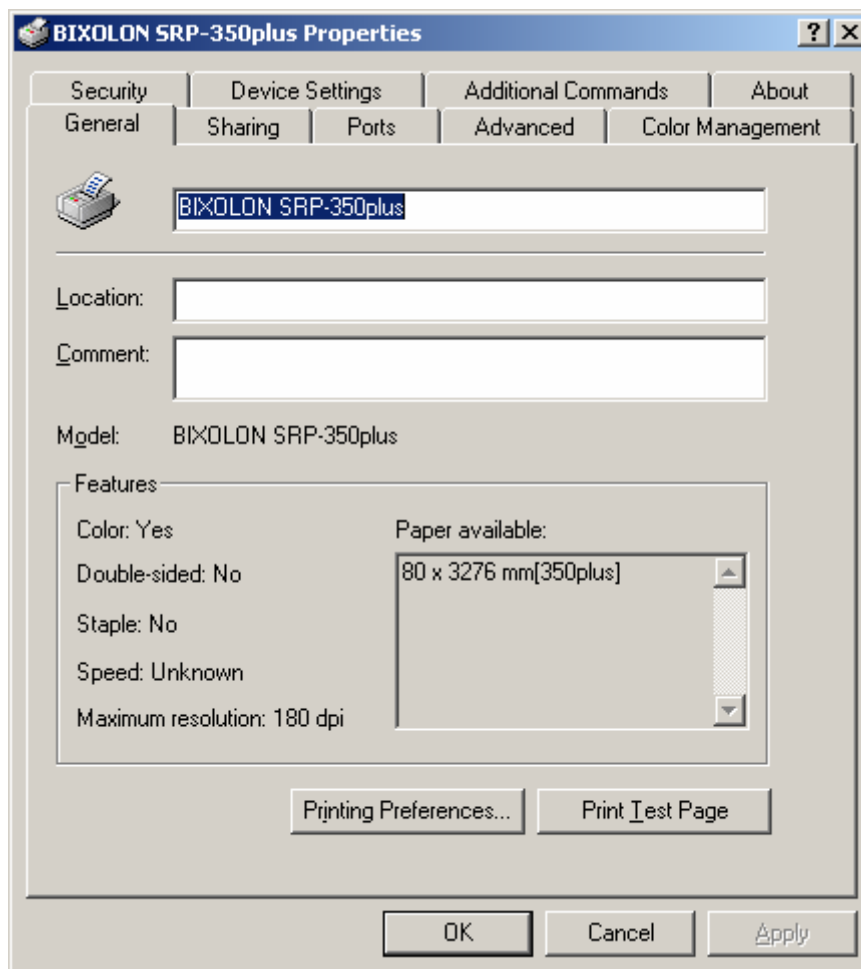 BIXOLON SRP-350plus Properties
? X
Security Device Settings Additional Commands About
General Sharing Ports Advanced Color Management
BIXOLON SRP-350plus
Location:
Comment:
Model: BIXOLON SRP-350plus
Features
Color: Yes Paper available:
Double-sided: No 80 x 3276 mm[350plus]
Staple: No
Speed: Unknown
Maximum resolution: 180 dpi
Printing Preferences... Print Test Page
OK Cancel Apply